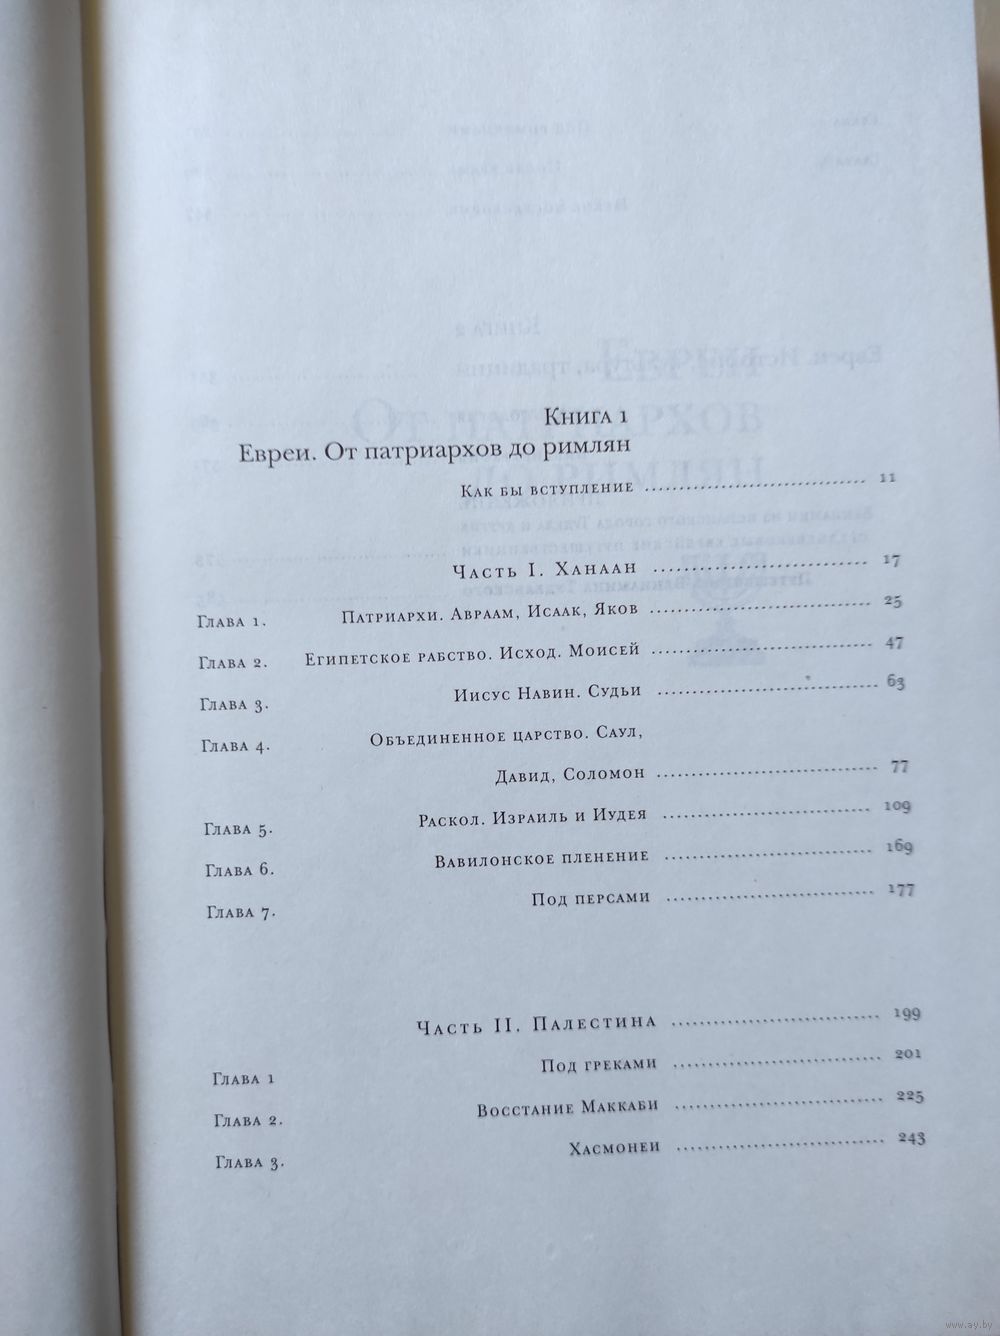 Книга 1
Евреи. От патриархов до римлян
Как бы вступление ........ 11
Часть I. Ханаан ........ 17
Глава 1. Патриархи. Авраам, Исаак, Яков ........ 25
Глава 2. Египетское рабство. Исход. Моисей ........ 47
Глава 3. Иисус Навин. Судьи ........ 63
Глава 4. Объединенное царство. Саул,
Давид, Соломон ........ 77
Глава 5. Раскол. Израиль и Иудея ........ 109
Глава 6. Вавилонское пленение ........ 169
Глава 7. Под персами ........ 177
Часть II. Палестина ........ 199
Глава 1 Под греками ........ 201
Глава 2. Восстание Маккаби ........ 225
Глава 3. Хасмонеи ........ 243
www.ay.by